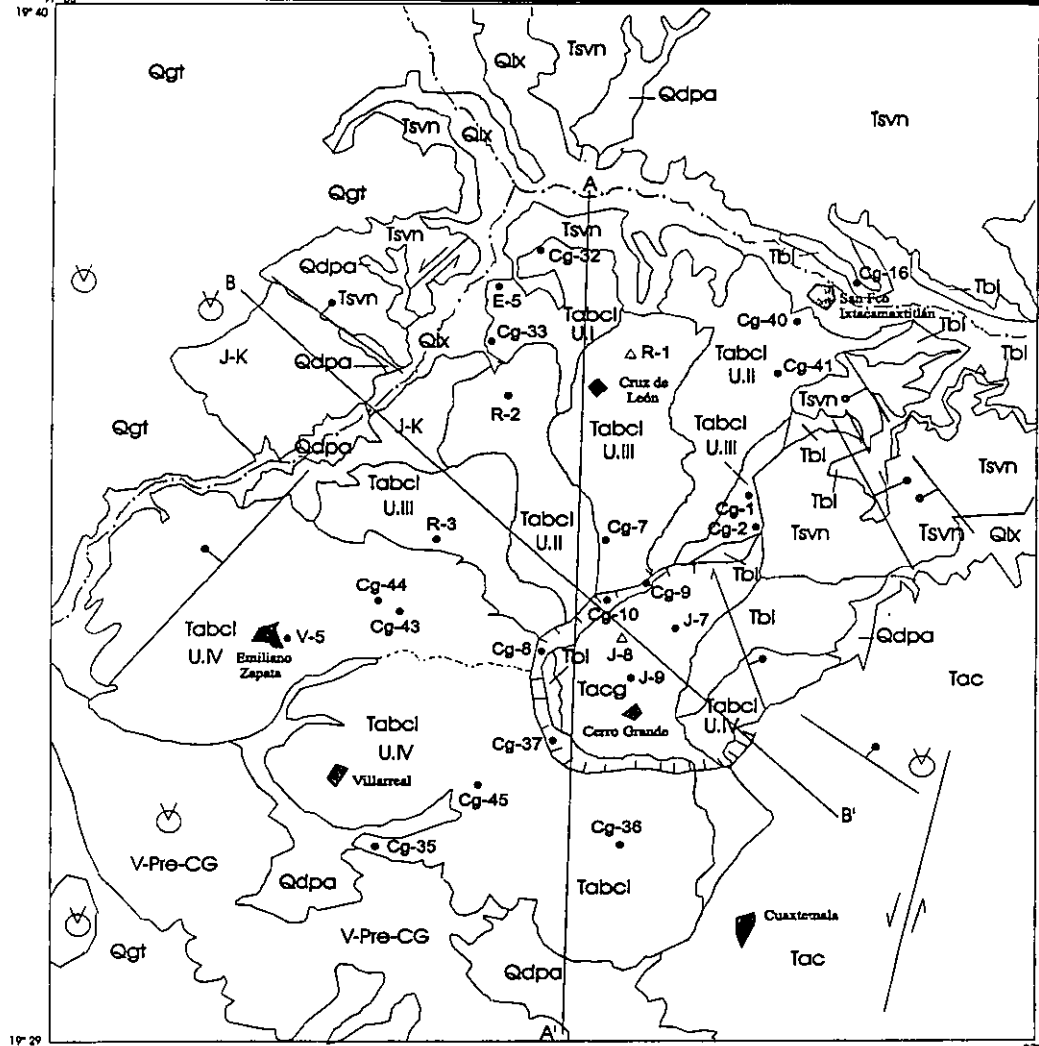 19° 40
Qgt
Qlx
Tsvn
Qdpa
Tsvn
Tsvn
Qlx
Qgt
A
Tsvn
Tsvn
Cg-32
Tbl
Cg-16
Qdpa
B
Tsvn
E-5
Tbl
San Fco
Ixtacamaxtitlán
Tabcl
U.I
Cg-40
Tbl
Qlx
Cg-33
J-K
Qdpa
R-1
Tabcl
U.II
Cg-41
Tbl
Cruz de
León
R-2
Tsvn
Qgt
J-K
Qdpa
Tabcl
U.III
Tabcl
U.III
Tbl
Tsvn
Tabcl
U.III
Tbl
R-3
Tabcl
U.II
Cg-7
Cg-1
Cg-2
Tsvn
Tsvn
Qlx
Tbl
Cg-44
Cg-43
Cg-9
Cg-10
J-7
Tbl
Qdpa
Tabcl
U.IV
V-5
Emiliano
Zapata
Cg-8
J-8
Tbl
J-9
Tacg
Tac
Tabcl
U.IV
Cerro Grande
Tabcl
U.IV
Cg-37
Villarreal
Cg-45
B'
Cg-36
V-Pre-CG
Cg-35
Qdpa
Tabcl
Cuaxtemala
V-Pre-CG
Qgt
Tac
Qdpa
A'
19° 29